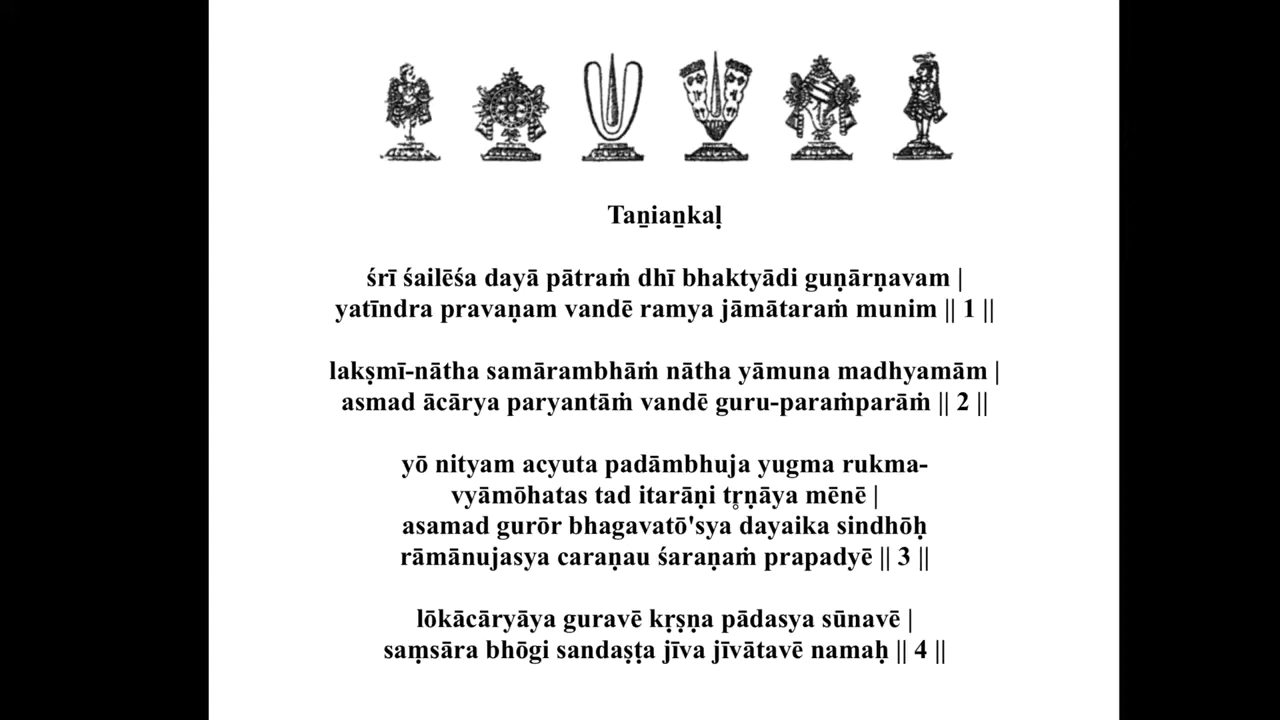 Taṉiaṉkaḷ
śrī śailēśa dayā pātraṁ dhī bhaktyādi guṇārṇavam |
yatīndra pravaṇam vandē ramya jāmātaraṁ munim || 1 ||
lakṣmī-nātha samārambhāṁ nātha yāmuna madhyamām |
asmad ācārya paryantāṁ vandē guru-paraṁparāṁ || 2 ||
yō nityam acyuta padāmbhuja yugma rukma-
vyāmōhatas tad itarāṇi tr̥ṇāya mēnē |
asamad gurōr bhagavatō'sya dayaika sindhōḥ
rāmānujasya caraṇau śaraṇaṁ prapadyē || 3 ||
lōkācāryāya guravē kṛṣṇa pādasya sūnavē |
saṃsāra bhōgi sandaṣṭa jīva jīvātavē namaḥ || 4 ||